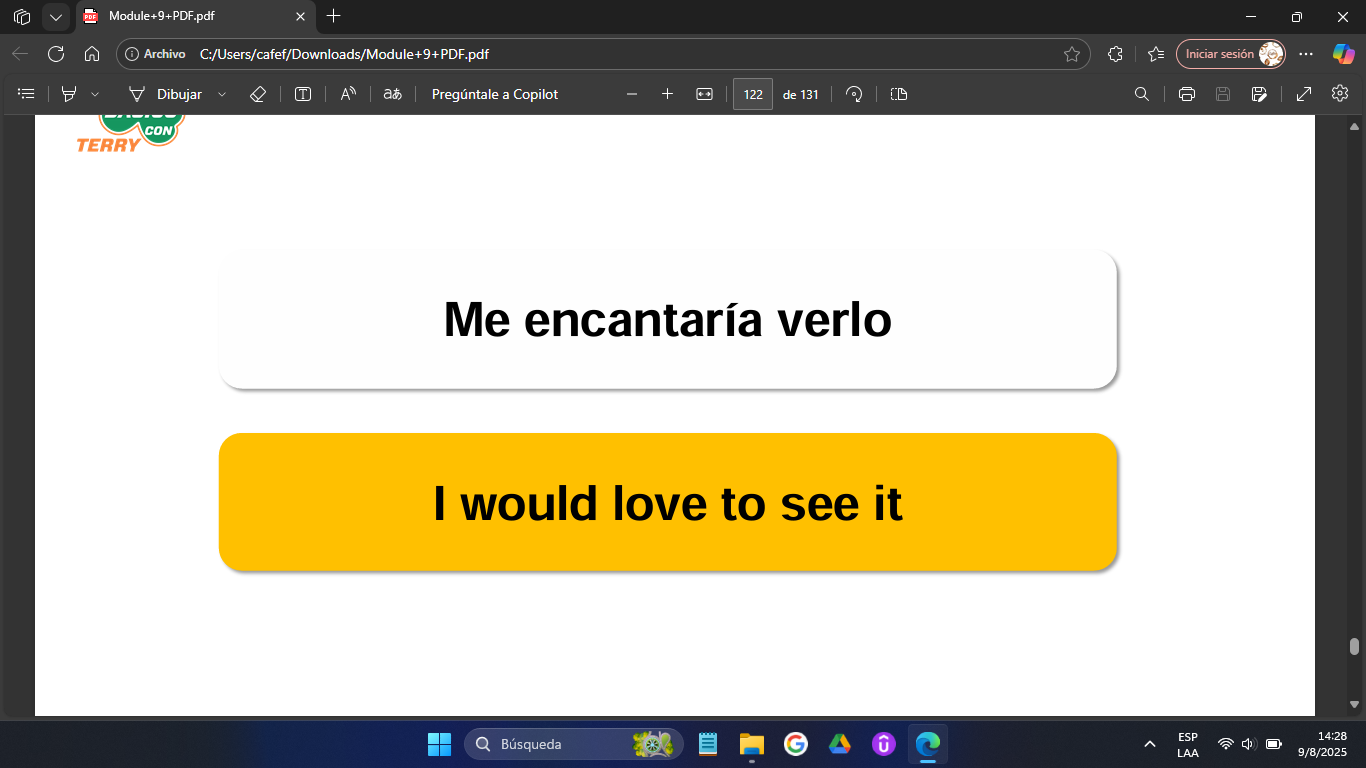 Module+9+PDF.pdf
Archivo C:/Users/cafef/Downloads/Module+9+PDF.pdf Iniciar sesión
Dibujar Pregúntale a Copilot 122 de 131
CON
TERRY
Me encantaría verlo
I would love to see it
Búsqueda
ESP
LAA
14:28
9/8/2025